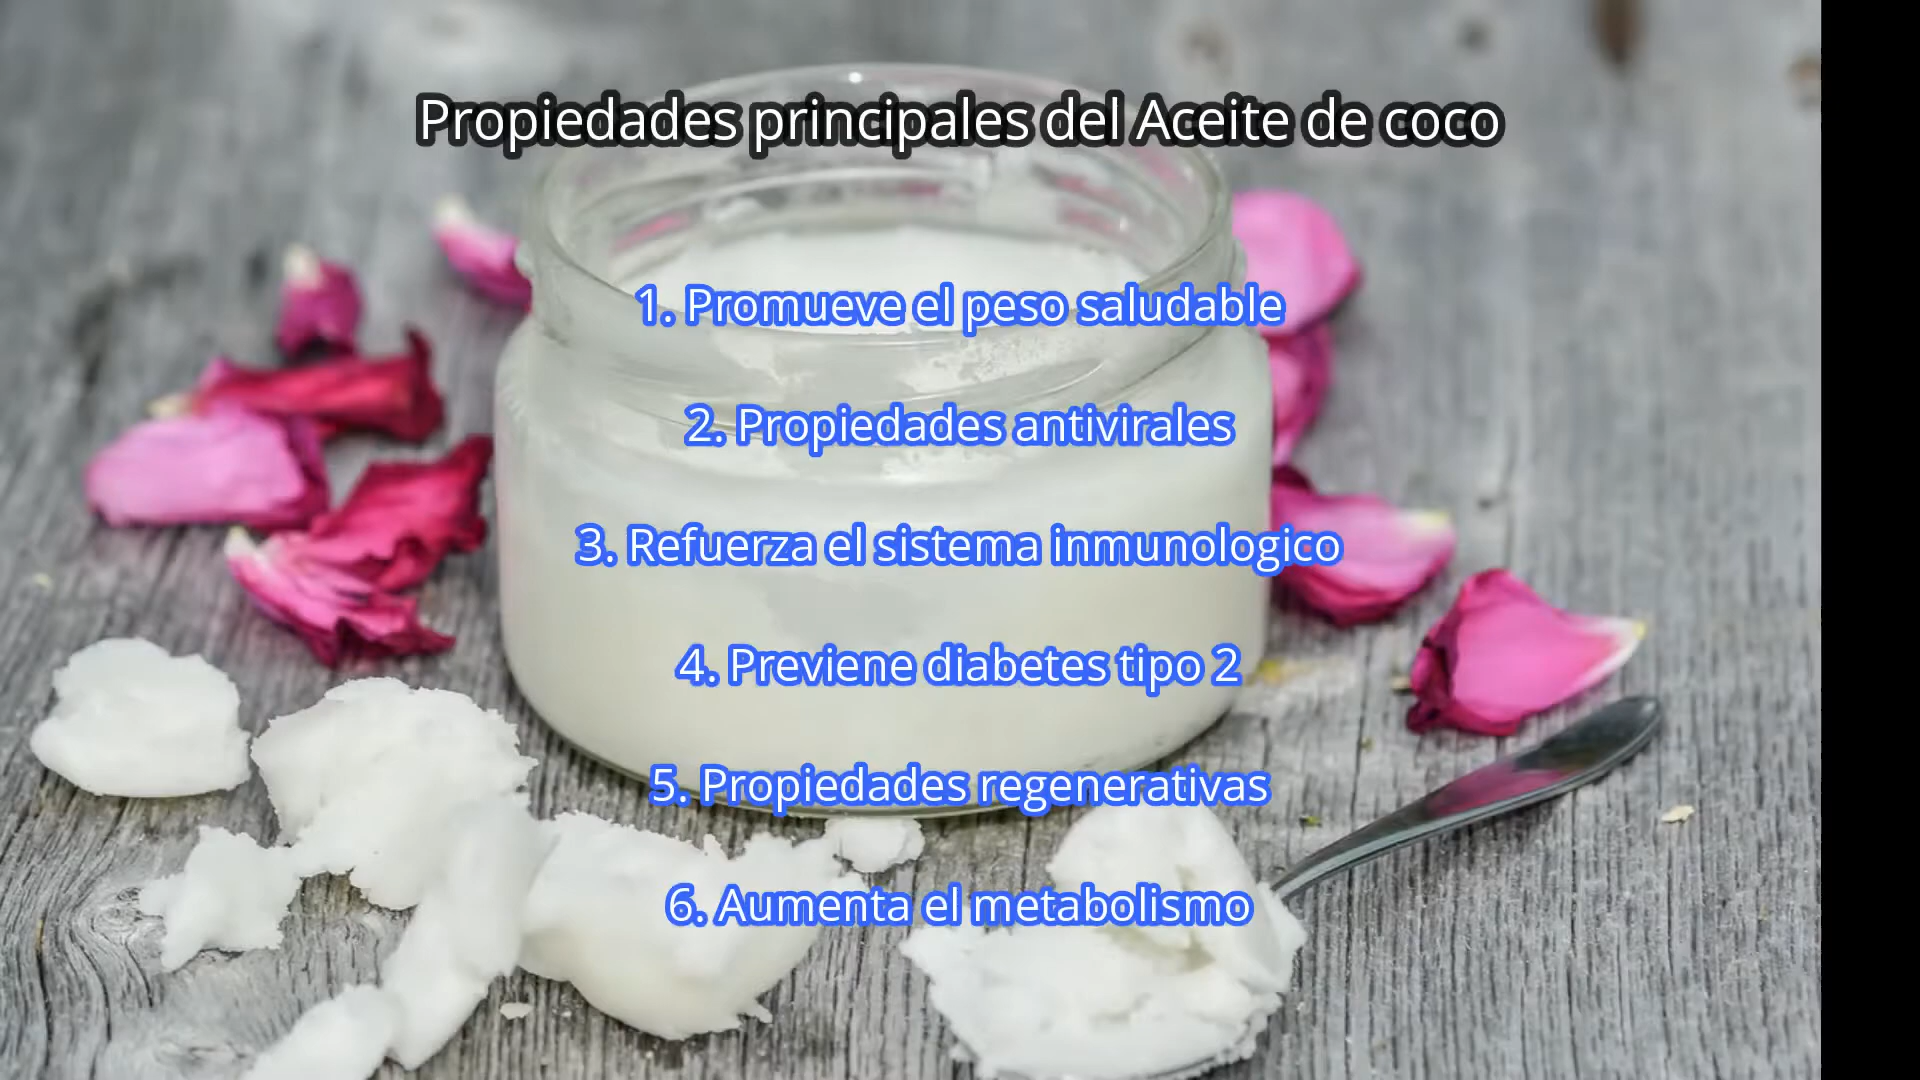 Propiedades principales del Aceite de coco
1. Promueve el peso saludable
2. Propiedades antivirales
3. Refuerza el sistema inmunologico
4. Previene diabetes tipo 2
5. Propiedades regenerativas
6. Aumenta el metabolismo